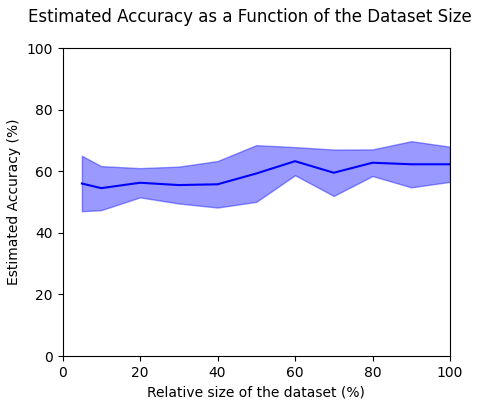 Estimated Accuracy as a Function of the Dataset Size
100
80
60
40
20
0
Estimated Accuracy (%)
0 20 40 60 80 100
Relative size of the dataset (%)